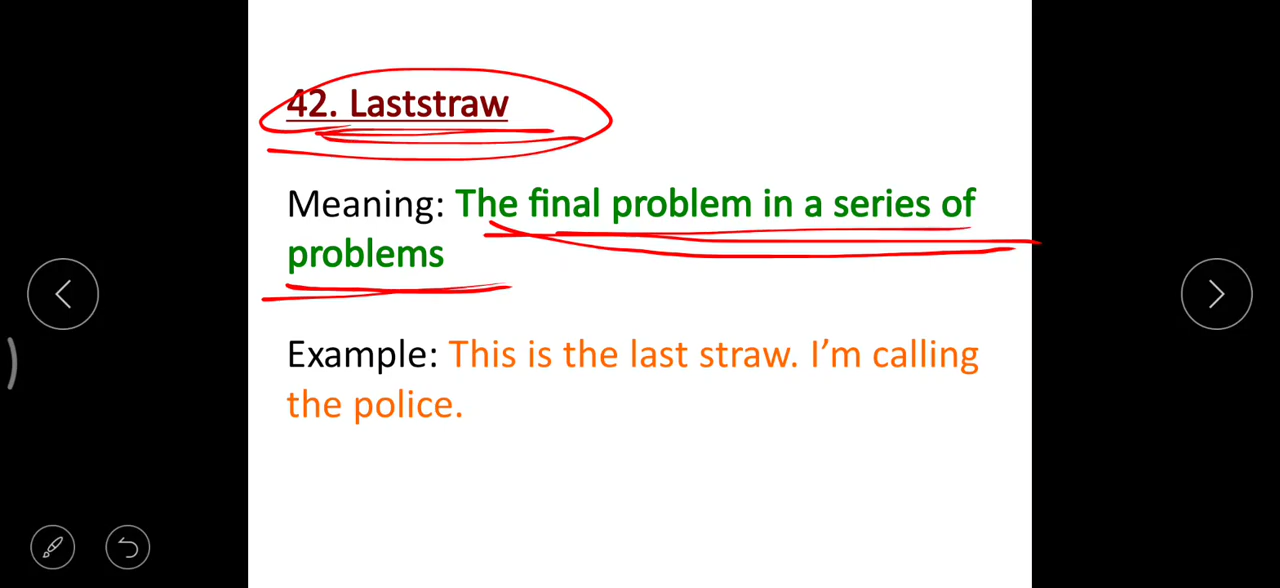 42. Laststraw
Meaning: The final problem in a series of
problems
Example: This is the last straw. I’m calling
the police.